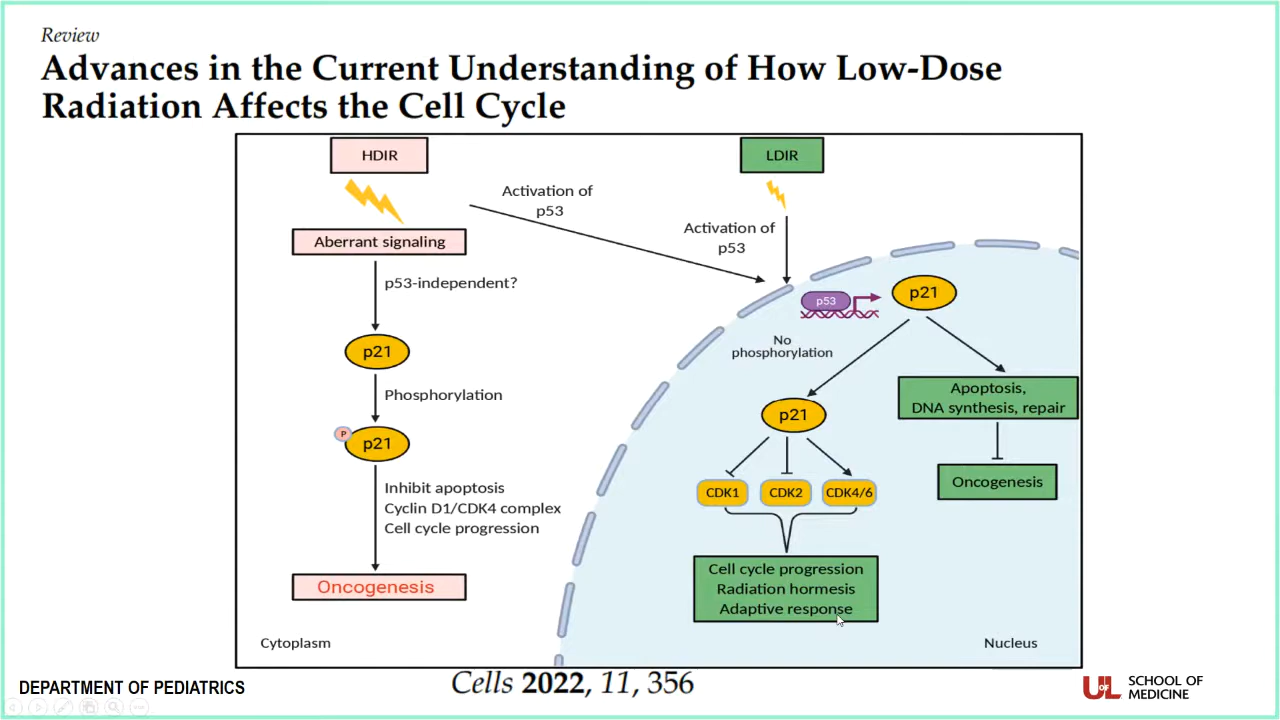 Review
Advances in the Current Understanding of How Low-Dose
Radiation Affects the Cell Cycle
HDIR
LDIR
Activation of
p53
Activation of
p53
Aberrant signaling
p53-independent?
p21
Phosphorylation
P
p21
Inhibit apoptosis
Cyclin D1/CDK4 complex
Cell cycle progression
Oncogenesis
Cytoplasm
p53
p21
No
phosphorylation
p21
Apoptosis,
DNA synthesis, repair
Oncogenesis
CDK1
CDK2
CDK4/6
Cell cycle progression
Radiation hormesis
Adaptive response
Nucleus
Cells 2022, 11, 356
DEPARTMENT OF PEDIATRICS
UofL
SCHOOL OF
MEDICINE